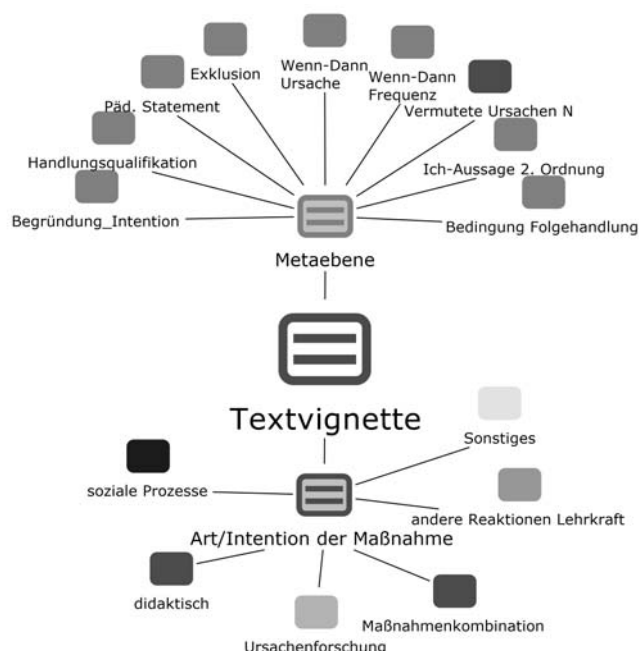 Exklusion
Wenn-Dann
Ursache
Wenn-Dann
Frequenz
Päd. Statement
Vermutete Ursachen N
Handlungsqualifikation
Ich-Aussage 2. Ordnung
Begründung_Intention
Bedingung Folgehandlung
Metaebene
Textvignette
Sonstiges
soziale Prozesse
andere Reaktionen Lehrkraft
Art/Intention der Maßnahme
didaktisch
Maßnahmenkombination
Ursachenforschung